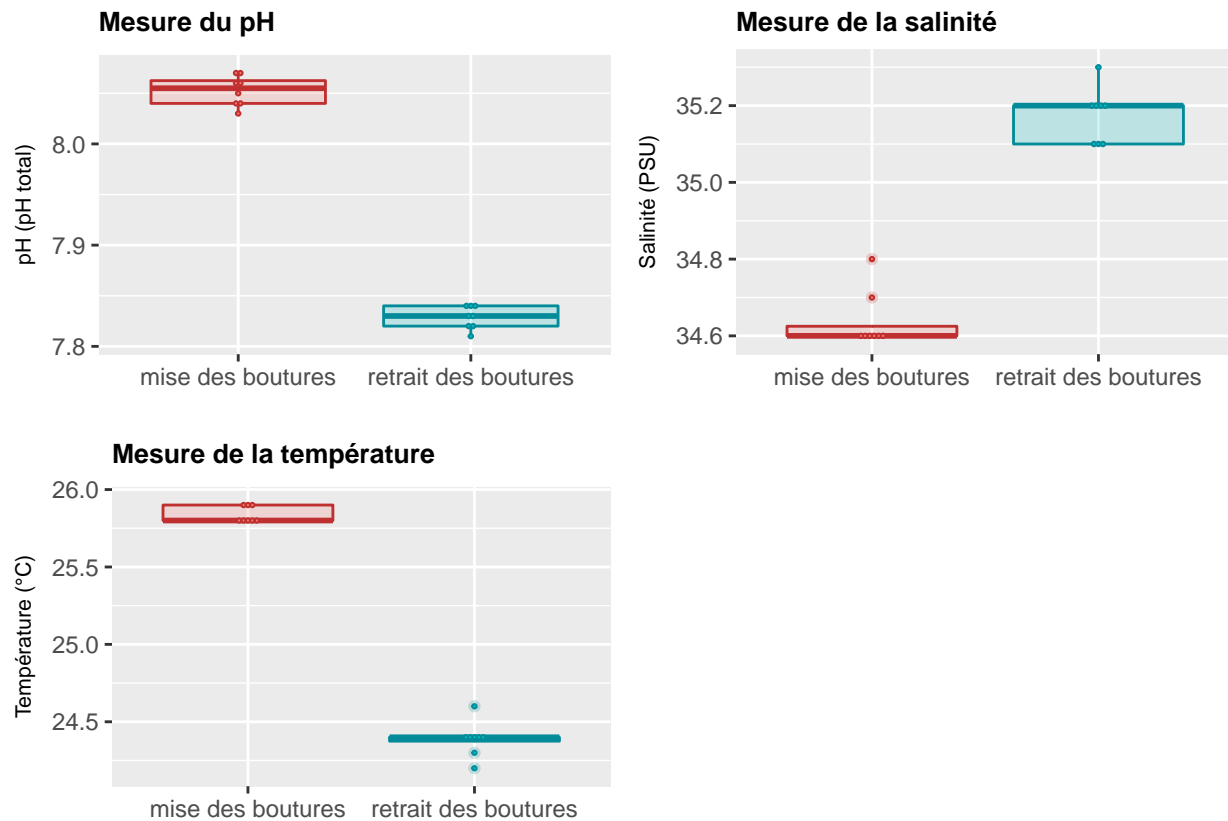 Mesure du pH
pH (pH total)
8.0
7.9
7.8
mise des boutures
retrait des boutures
Mesure de la salinité
Salinité (PSU)
35.2
35.0
34.8
34.6
mise des boutures
retrait des boutures
Mesure de la température
Température (°C)
26.0
25.5
25.0
24.5
mise des boutures
retrait des boutures